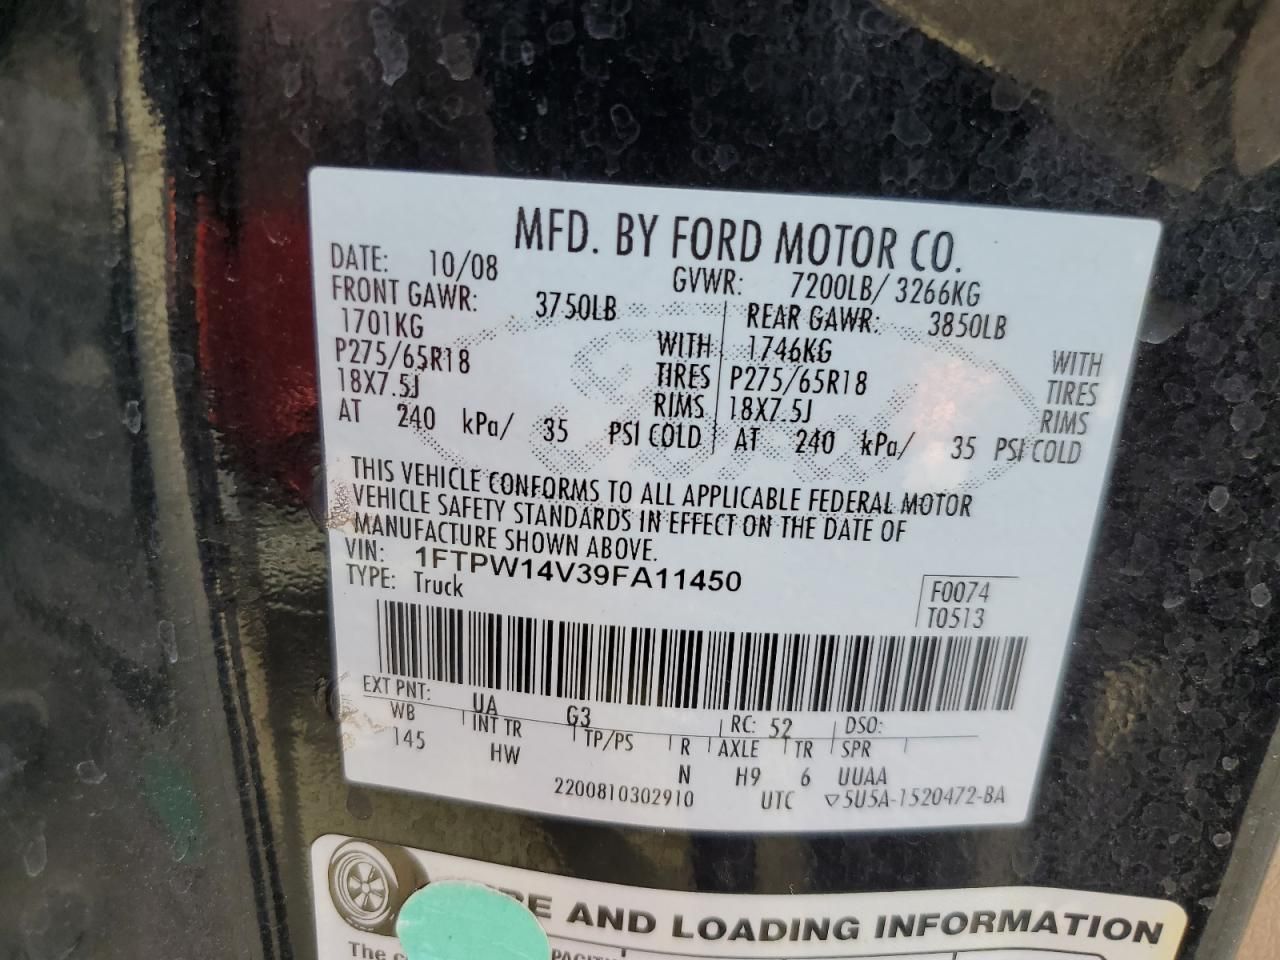 MFD. BY FORD MOTOR CO.
DATE: 10/08 GVWR: 7200LB/ 3266KG
FRONT GAWR: 3750LB REAR GAWR: 3850LB
1701KG WITH 1746KG WITH
P275/65R18 TIRES P275/65R18 TIRES
18X7.5J RIMS 18X7.5J RIMS
AT 240 kPa/ 35 PSI COLD AT 240 kPa/ 35 PSI COLD
THIS VEHICLE CONFORMS TO ALL APPLICABLE FEDERAL MOTOR
VEHICLE SAFETY STANDARDS IN EFFECT ON THE DATE OF
MANUFACTURE SHOWN ABOVE.
VIN: 1FTPW14V39FA11450
TYPE: Truck
F0074
T0513
EXT PNT: UA G3 RC: 52 DSO:
WB INT TR TP/PS R AXLE TR SPR
145 HW N H9 6 UUAA
2200810302910 UTC ▽5U5A-1520472-BA
AND LOADING INFORMATION
The